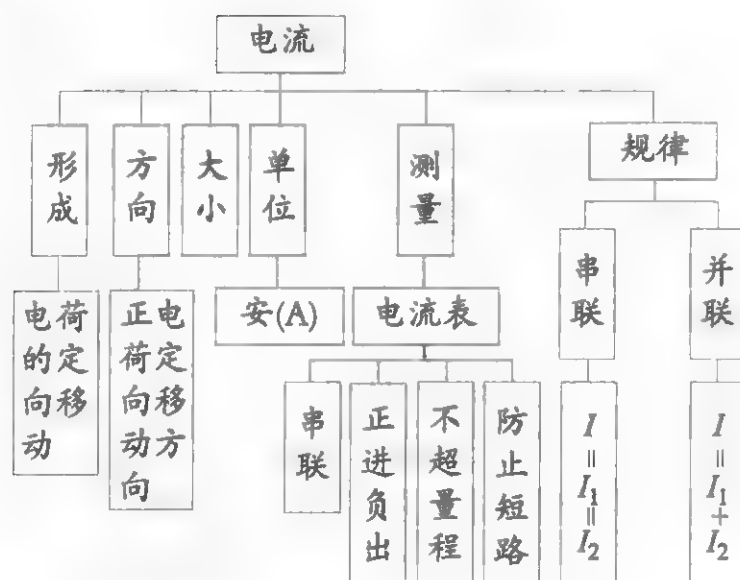 电流
形成
方向
大小
单位
测量
规律
电荷的定向移动
正电荷定向移动方向
安(A)
电流表
串联
并联
串联
正进负出
不超量程
防止短路
I=I₁=I₂
I=I₁+I₂